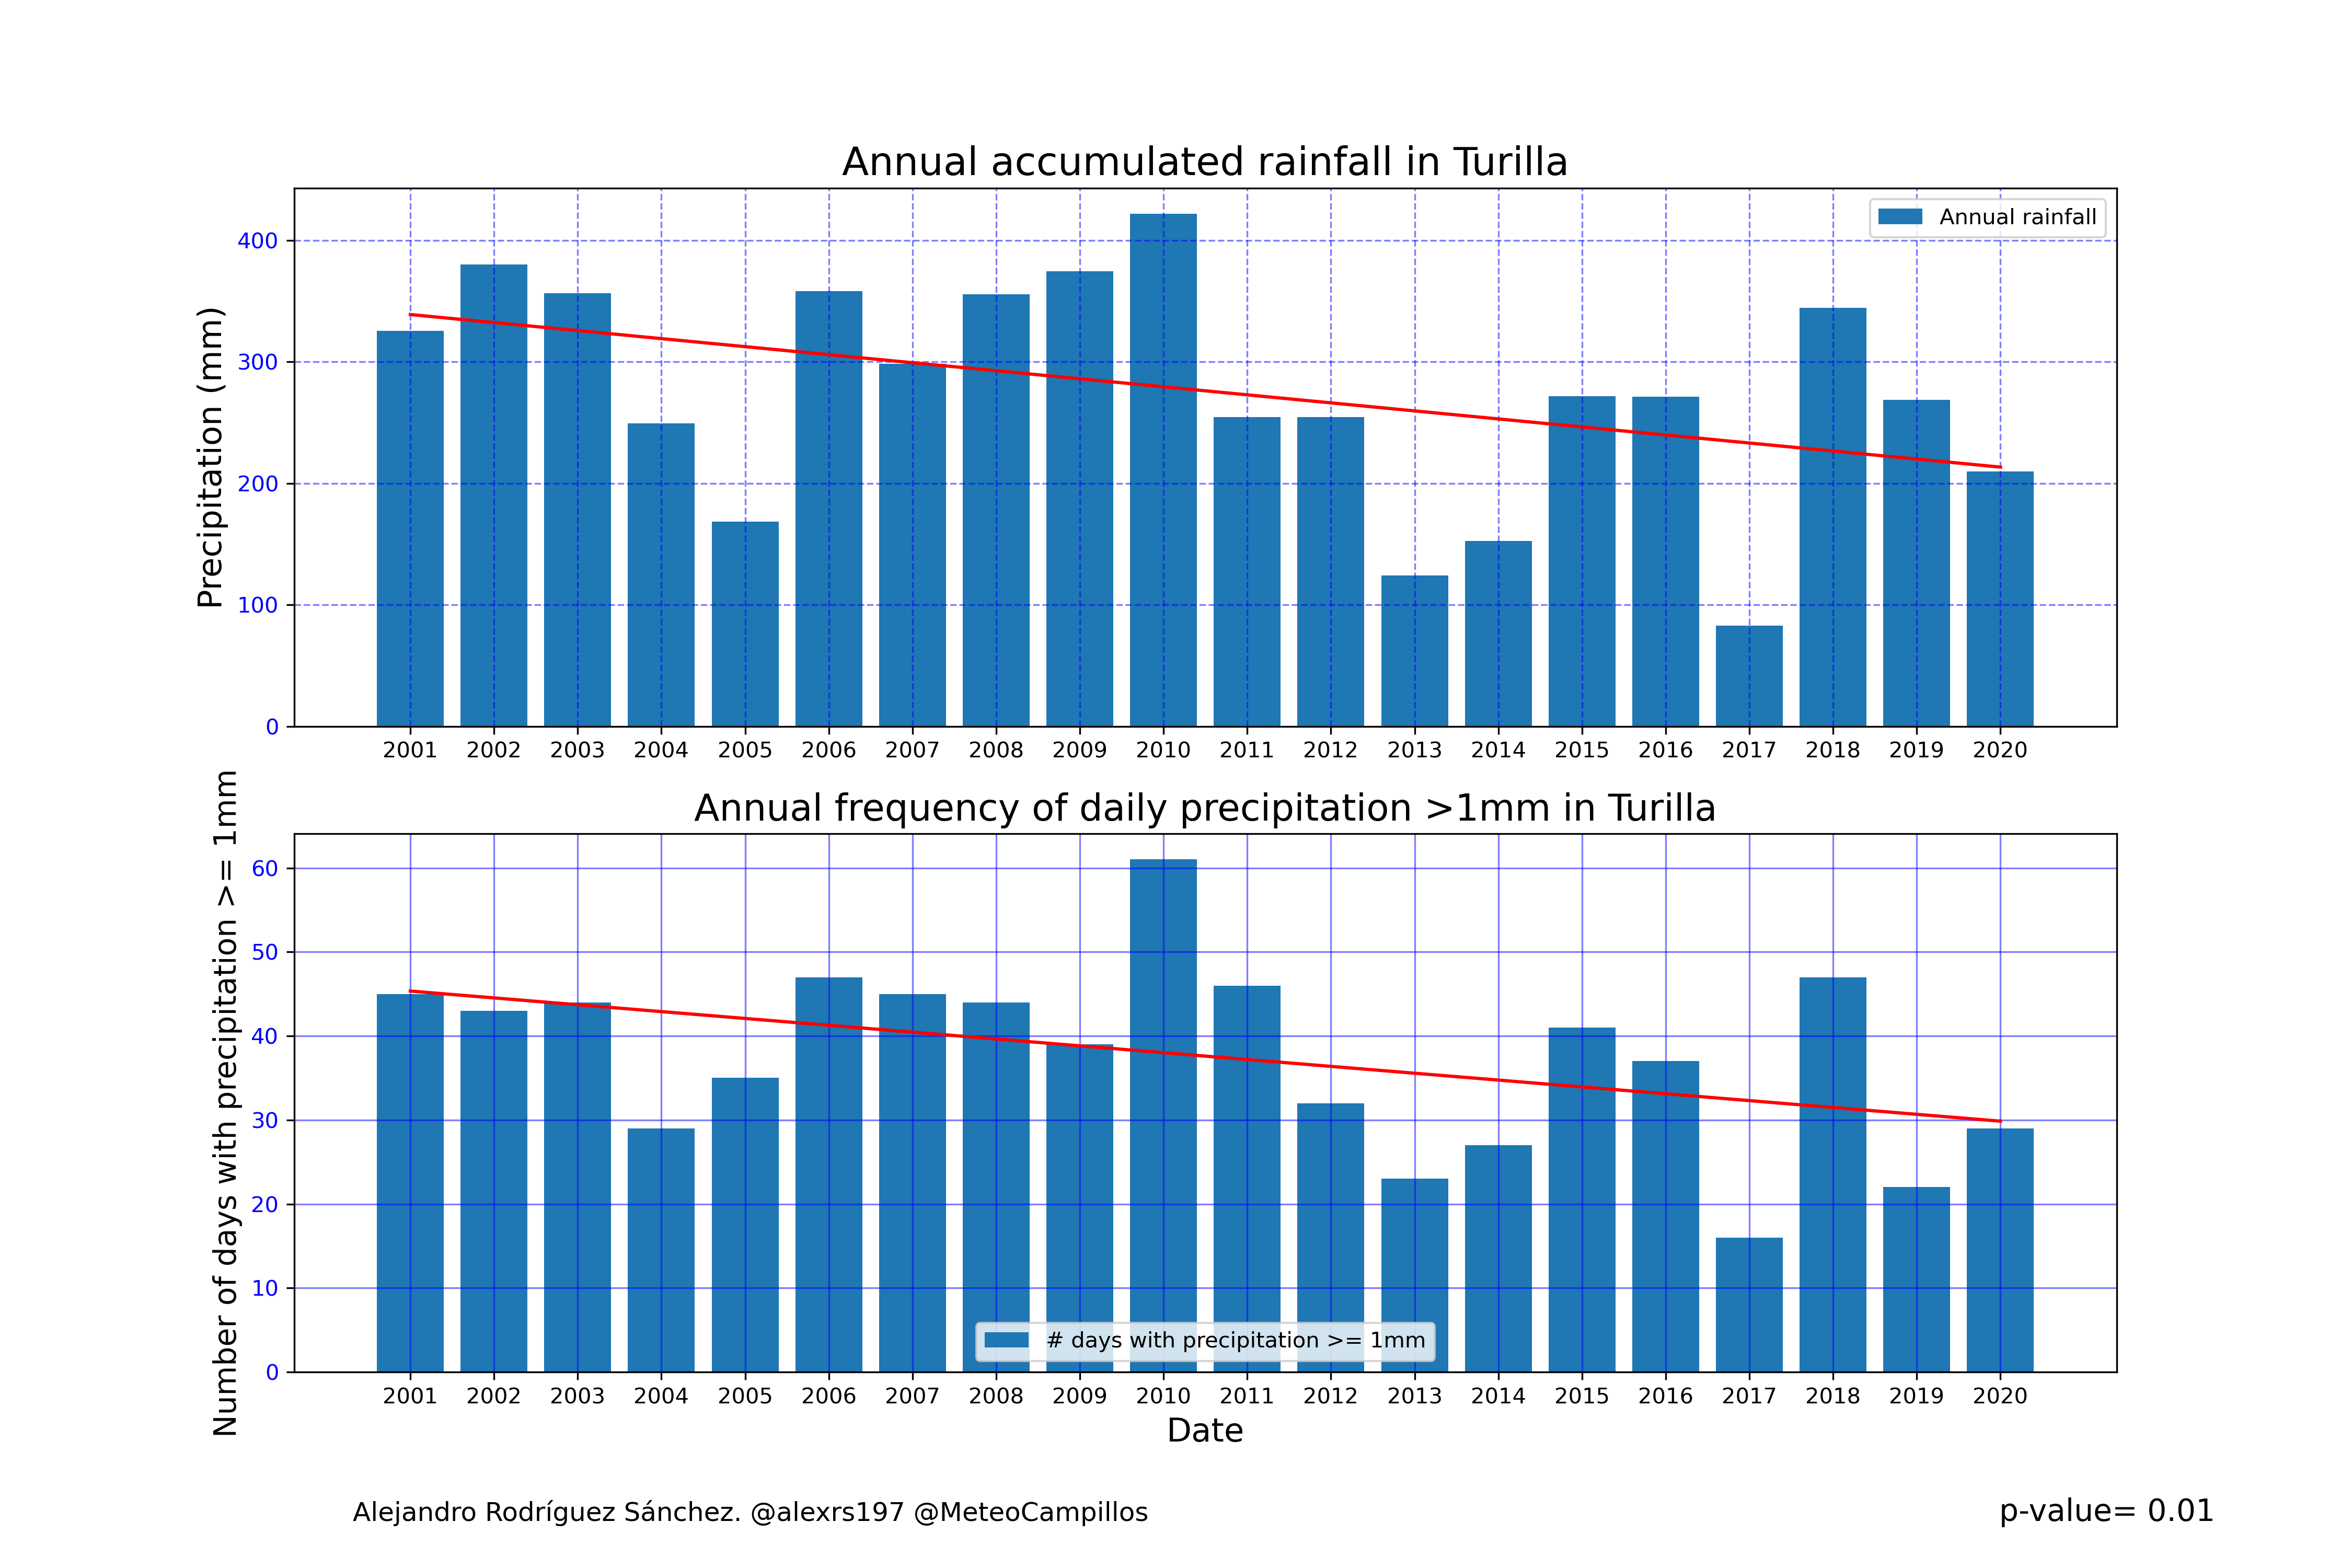 Annual accumulated rainfall in Turilla
Annual rainfall
Precipitation (mm)
400
300
200
100
0
2001 2002 2003 2004 2005 2006 2007 2008 2009 2010 2011 2012 2013 2014 2015 2016 2017 2018 2019 2020
Annual frequency of daily precipitation >1mm in Turilla
Number of days with precipitation >= 1mm
60
50
40
30
20
10
0
# days with precipitation >= 1mm
2001 2002 2003 2004 2005 2006 2007 2008 2009 2010 2011 2012 2013 2014 2015 2016 2017 2018 2019 2020
Date
Alejandro Rodríguez Sánchez. @alexrs197 @MeteoCampillos
p-value= 0.01